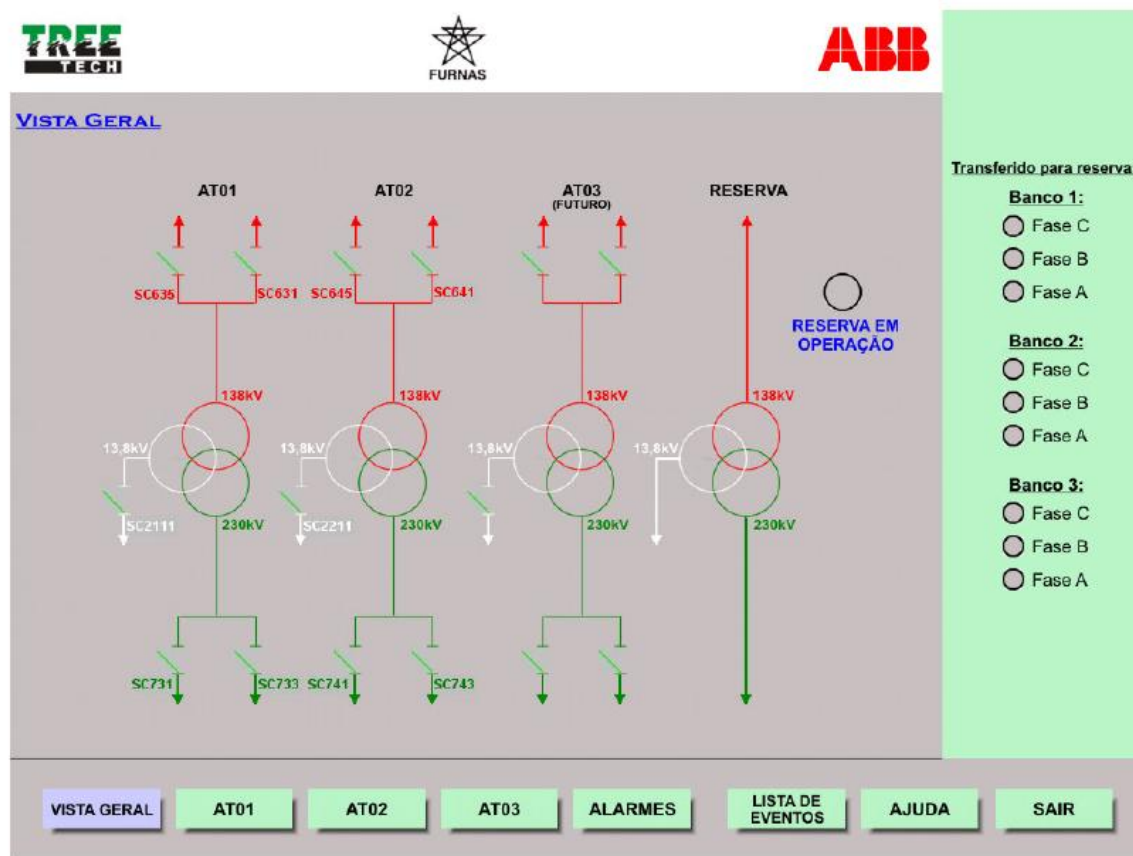 TREE
TECH
FURNAS
ABB
VISTA GERAL
AT01
AT02
AT03
(FUTURO)
RESERVA
SC635
SC631
SC645
SC641
RESERVA EM
OPERAÇÃO
138kV
138kV
138kV
138kV
13,8kV
13,8kV
13,8kV
13,8kV
SC2111
230kV
SC2211
230kV
230kV
230kV
SC731
SC733
SC741
SC743
Transferido para reserva
Banco 1:
Fase C
Fase B
Fase A
Banco 2:
Fase C
Fase B
Fase A
Banco 3:
Fase C
Fase B
Fase A
VISTA GERAL
AT01
AT02
AT03
ALARMES
LISTA DE
EVENTOS
AJUDA
SAIR